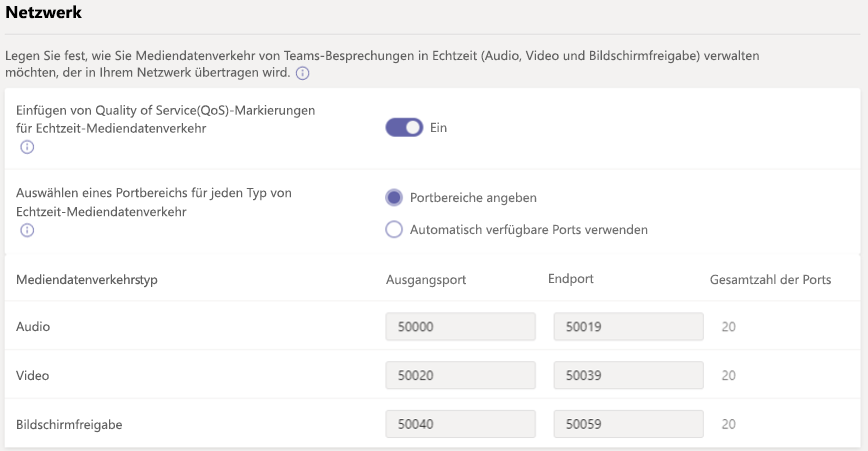 Netzwerk
Legen Sie fest, wie Sie Mediendatenverkehr von Teams-Besprechungen in Echtzeit (Audio, Video und Bildschirmfreigabe) verwalten
möchten, der in Ihrem Netzwerk übertragen wird.
Einfügen von Quality of Service(QoS)-Markierungen
für Echtzeit-Mediendatenverkehr
Ein
Auswählen eines Portbereichs für jeden Typ von
Echtzeit-Mediendatenverkehr
Portbereiche angeben
Automatisch verfügbare Ports verwenden
Mediendatenverkehrstyp Ausgangsport Endport Gesamtzahl der Ports
Audio 50000 50019 20
Video 50020 50039 20
Bildschirmfreigabe 50040 50059 20